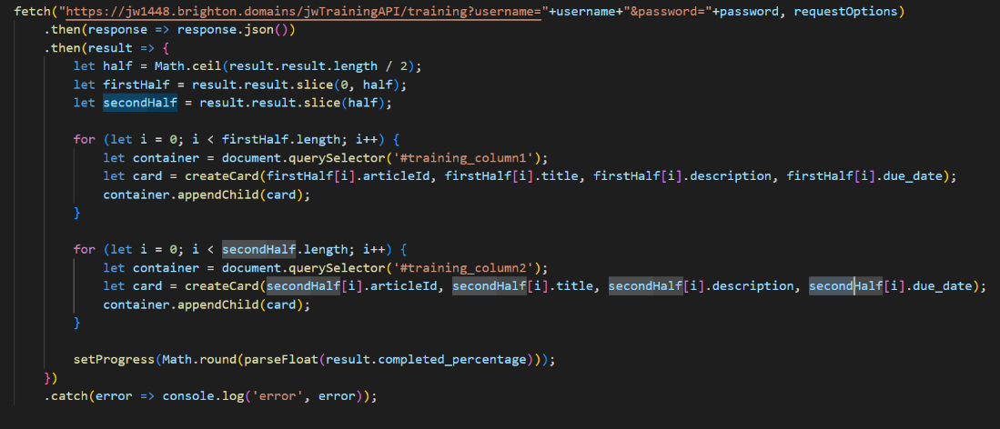 fetch("https://jw1448.brighton.domains/jwTrainingAPI/training?username="+username+"&password="+password, requestOptions)
.then(response => response.json())
.then(result => {
let half = Math.ceil(result.result.length / 2);
let firstHalf = result.result.slice(0, half);
let secondHalf = result.result.slice(half);
for (let i = 0; i < firstHalf.length; i++) {
let container = document.querySelector('#training_column1');
let card = createCard(firstHalf[i].articleId, firstHalf[i].title, firstHalf[i].description, firstHalf[i].due_date);
container.appendChild(card);
}
for (let i = 0; i < secondHalf.length; i++) {
let container = document.querySelector('#training_column2');
let card = createCard(secondHalf[i].articleId, secondHalf[i].title, secondHalf[i].description, secondHalf[i].due_date);
container.appendChild(card);
}
setProgress(Math.round(parseFloat(result.completed_percentage)));
})
.catch(error => console.log('error', error));